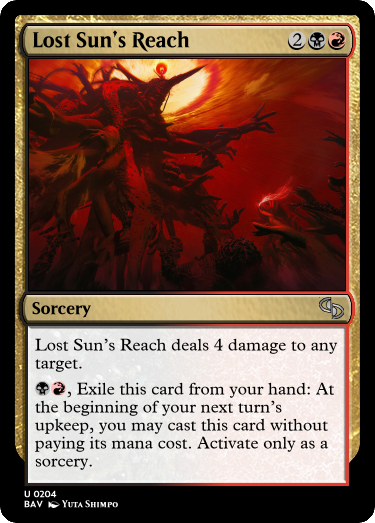 Lost Sun's Reach 2
Sorcery
Lost Sun's Reach deals 4 damage to any
target.
, Exile this card from your hand: At
the beginning of your next turn's
upkeep, you may cast this card without
paying its mana cost. Activate only as a
sorcery.
U 0204
BAV Yuta Shimpo